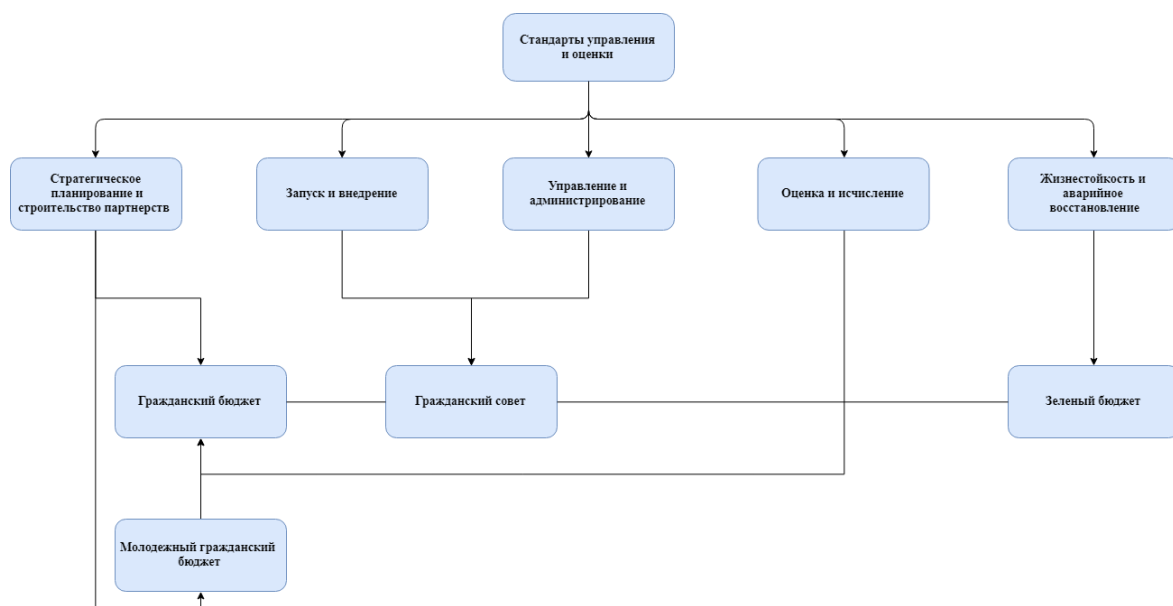 Стандарты управления
и оценки
Стратегическое
планирование и
строительство партнерств
Запуск и внедрение
Управление и
администрирование
Оценка и исчисление
Жизнестойкость и
аварийное
восстановление
Гражданский бюджет
Гражданский совет
Зеленый бюджет
Молодежный гражданский
бюджет